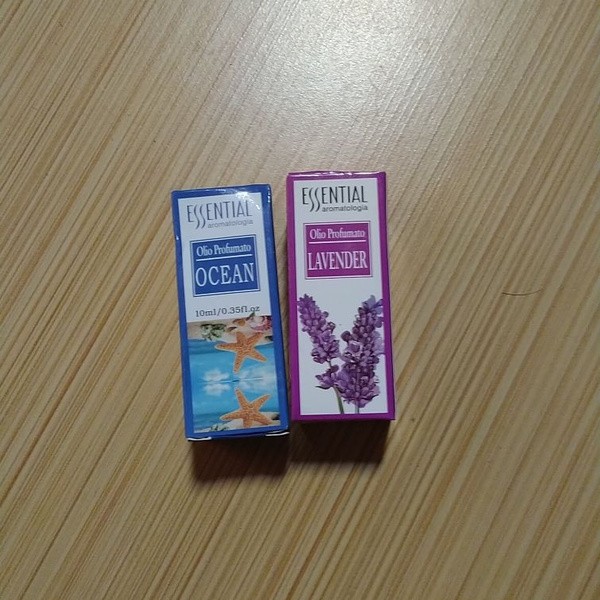 ESSENTIAL
aromatologia
Olio Profumato
OCEAN
10ml/0.35fl.oz
ESSENTIAL
aromatologia
Olio Profumato
LAVENDER